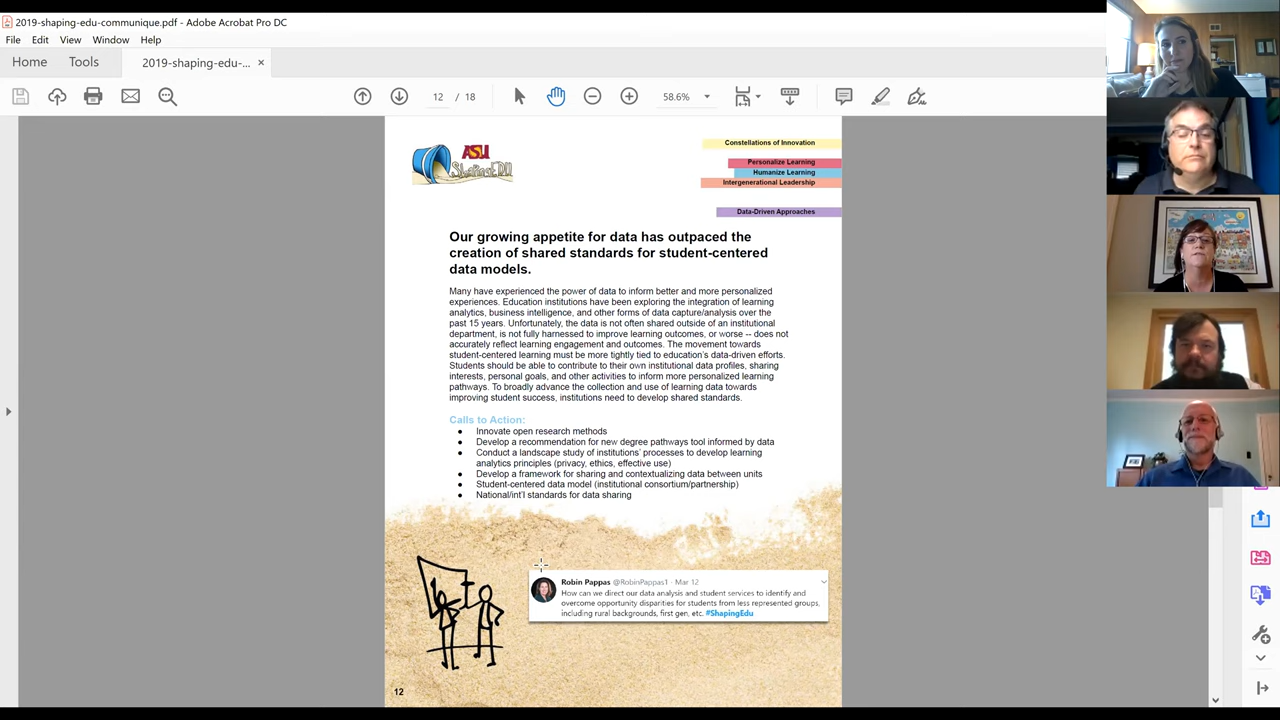 2019-shaping-edu-communique.pdf - Adobe Acrobat Pro DC
File Edit View Window Help
Home Tools 2019-shaping-edu-... ×
12 / 18 58.6%
ASU
ShapingEDU
Constellations of Innovation
Personalize Learning
Humanize Learning
Intergenerational Leadership
Data-Driven Approaches
Our growing appetite for data has outpaced the
creation of shared standards for student-centered
data models.
Many have experienced the power of data to inform better and more personalized
experiences. Education institutions have been exploring the integration of learning
analytics, business intelligence, and other forms of data capture/analysis over the
past 15 years. Unfortunately, the data is not often shared outside of an institutional
department, is not fully harnessed to improve learning outcomes, or worse -- does not
accurately reflect learning engagement and outcomes. The movement towards
student-centered learning must be more tightly tied to education's data-driven efforts.
Students should be able to contribute to their own institutional data profiles, sharing
interests, personal goals, and other activities to inform more personalized learning
pathways. To broadly advance the collection and use of learning data towards
improving student success, institutions need to develop shared standards.
Calls to Action:
● Innovate open research methods
● Develop a recommendation for new degree pathways tool informed by data
● Conduct a landscape study of institutions' processes to develop learning
analytics principles (privacy, ethics, effective use)
● Develop a framework for sharing and contextualizing data between units
● Student-centered data model (institutional consortium/partnership)
● National/int'l standards for data sharing
Robin Pappas @RobinPappas1 · Mar 12
How can we direct our data analysis and student services to identify and
overcome opportunity disparities for students from less represented groups,
including rural backgrounds, first gen, etc. #ShapingEdu
12